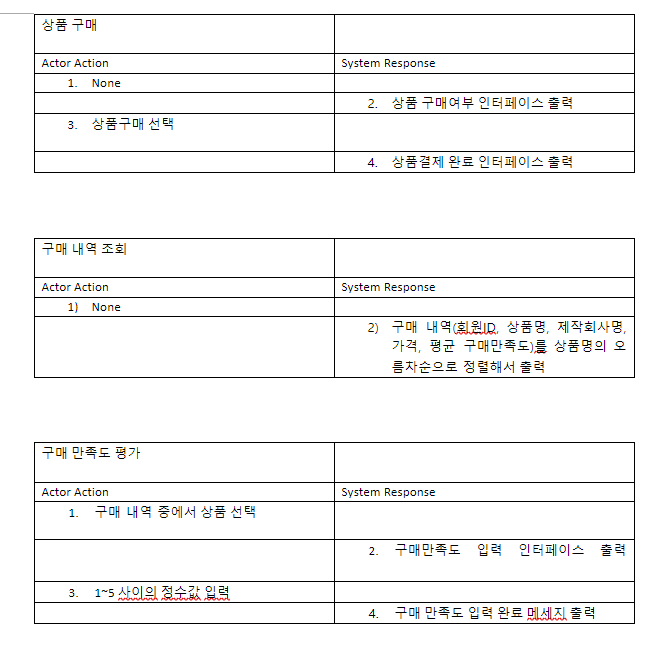 상품 구매
Actor Action System Response
1. None
2. 상품 구매여부 인터페이스 출력
3. 상품구매 선택
4. 상품결제 완료 인터페이스 출력
구매 내역 조회
Actor Action System Response
1) None
2) 구매 내역(회원ID, 상품명, 제작회사명,
가격, 평균 구매만족도)를 상품명의 오
름차순으로 정렬해서 출력
구매 만족도 평가
Actor Action System Response
1. 구매 내역 중에서 상품 선택
2. 구매만족도 입력 인터페이스 출력
3. 1~5 사이의 정수값 입력
4. 구매 만족도 입력 완료 메세지 출력